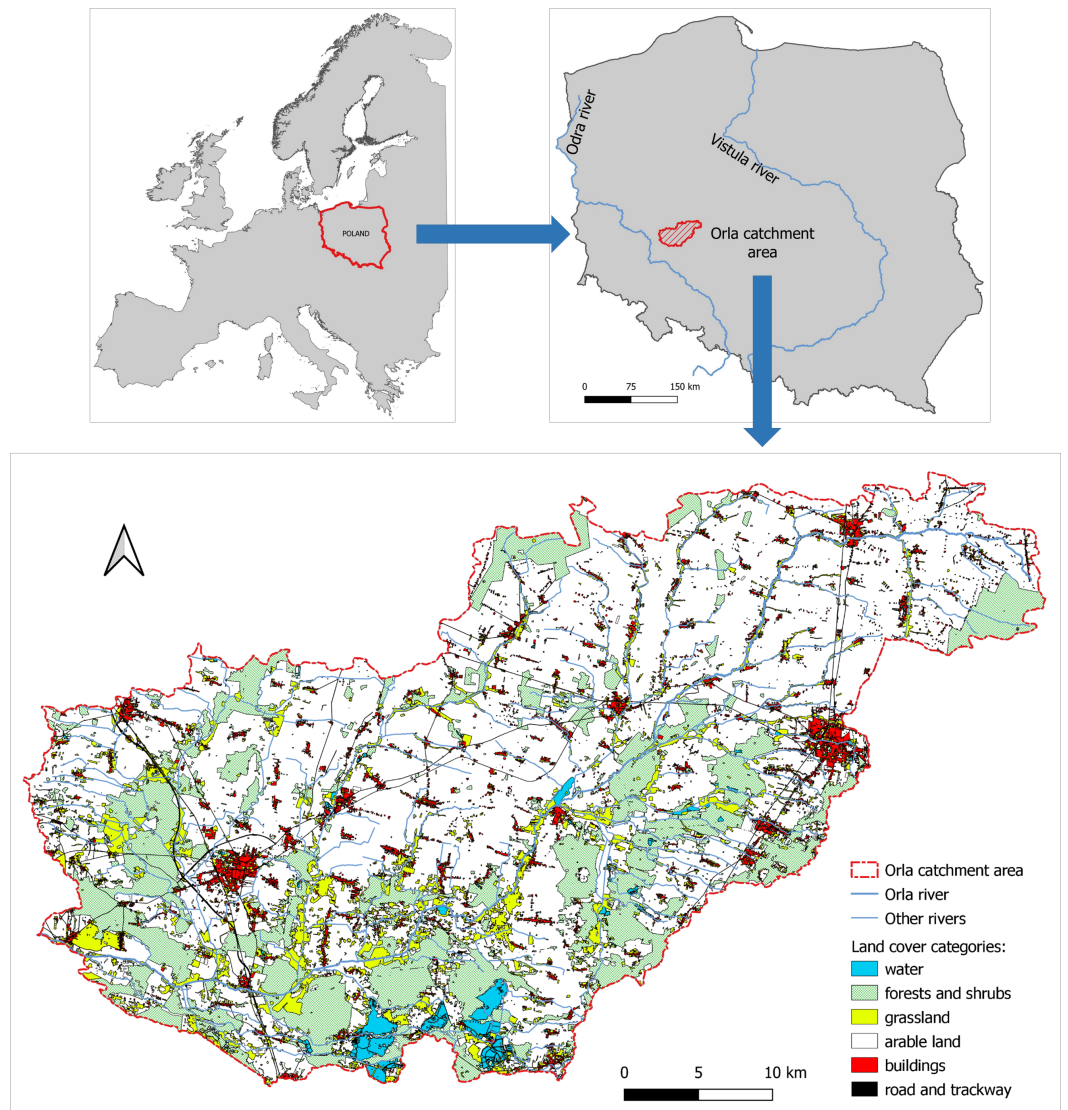 POLAND
Odra river
Vistula river
Orla catchment
area
0 75 150 km
Orla catchment area
Orla river
Other rivers
Land cover categories:
water
forests and shrubs
grassland
arable land
buildings
road and trackway
0 5 10 km